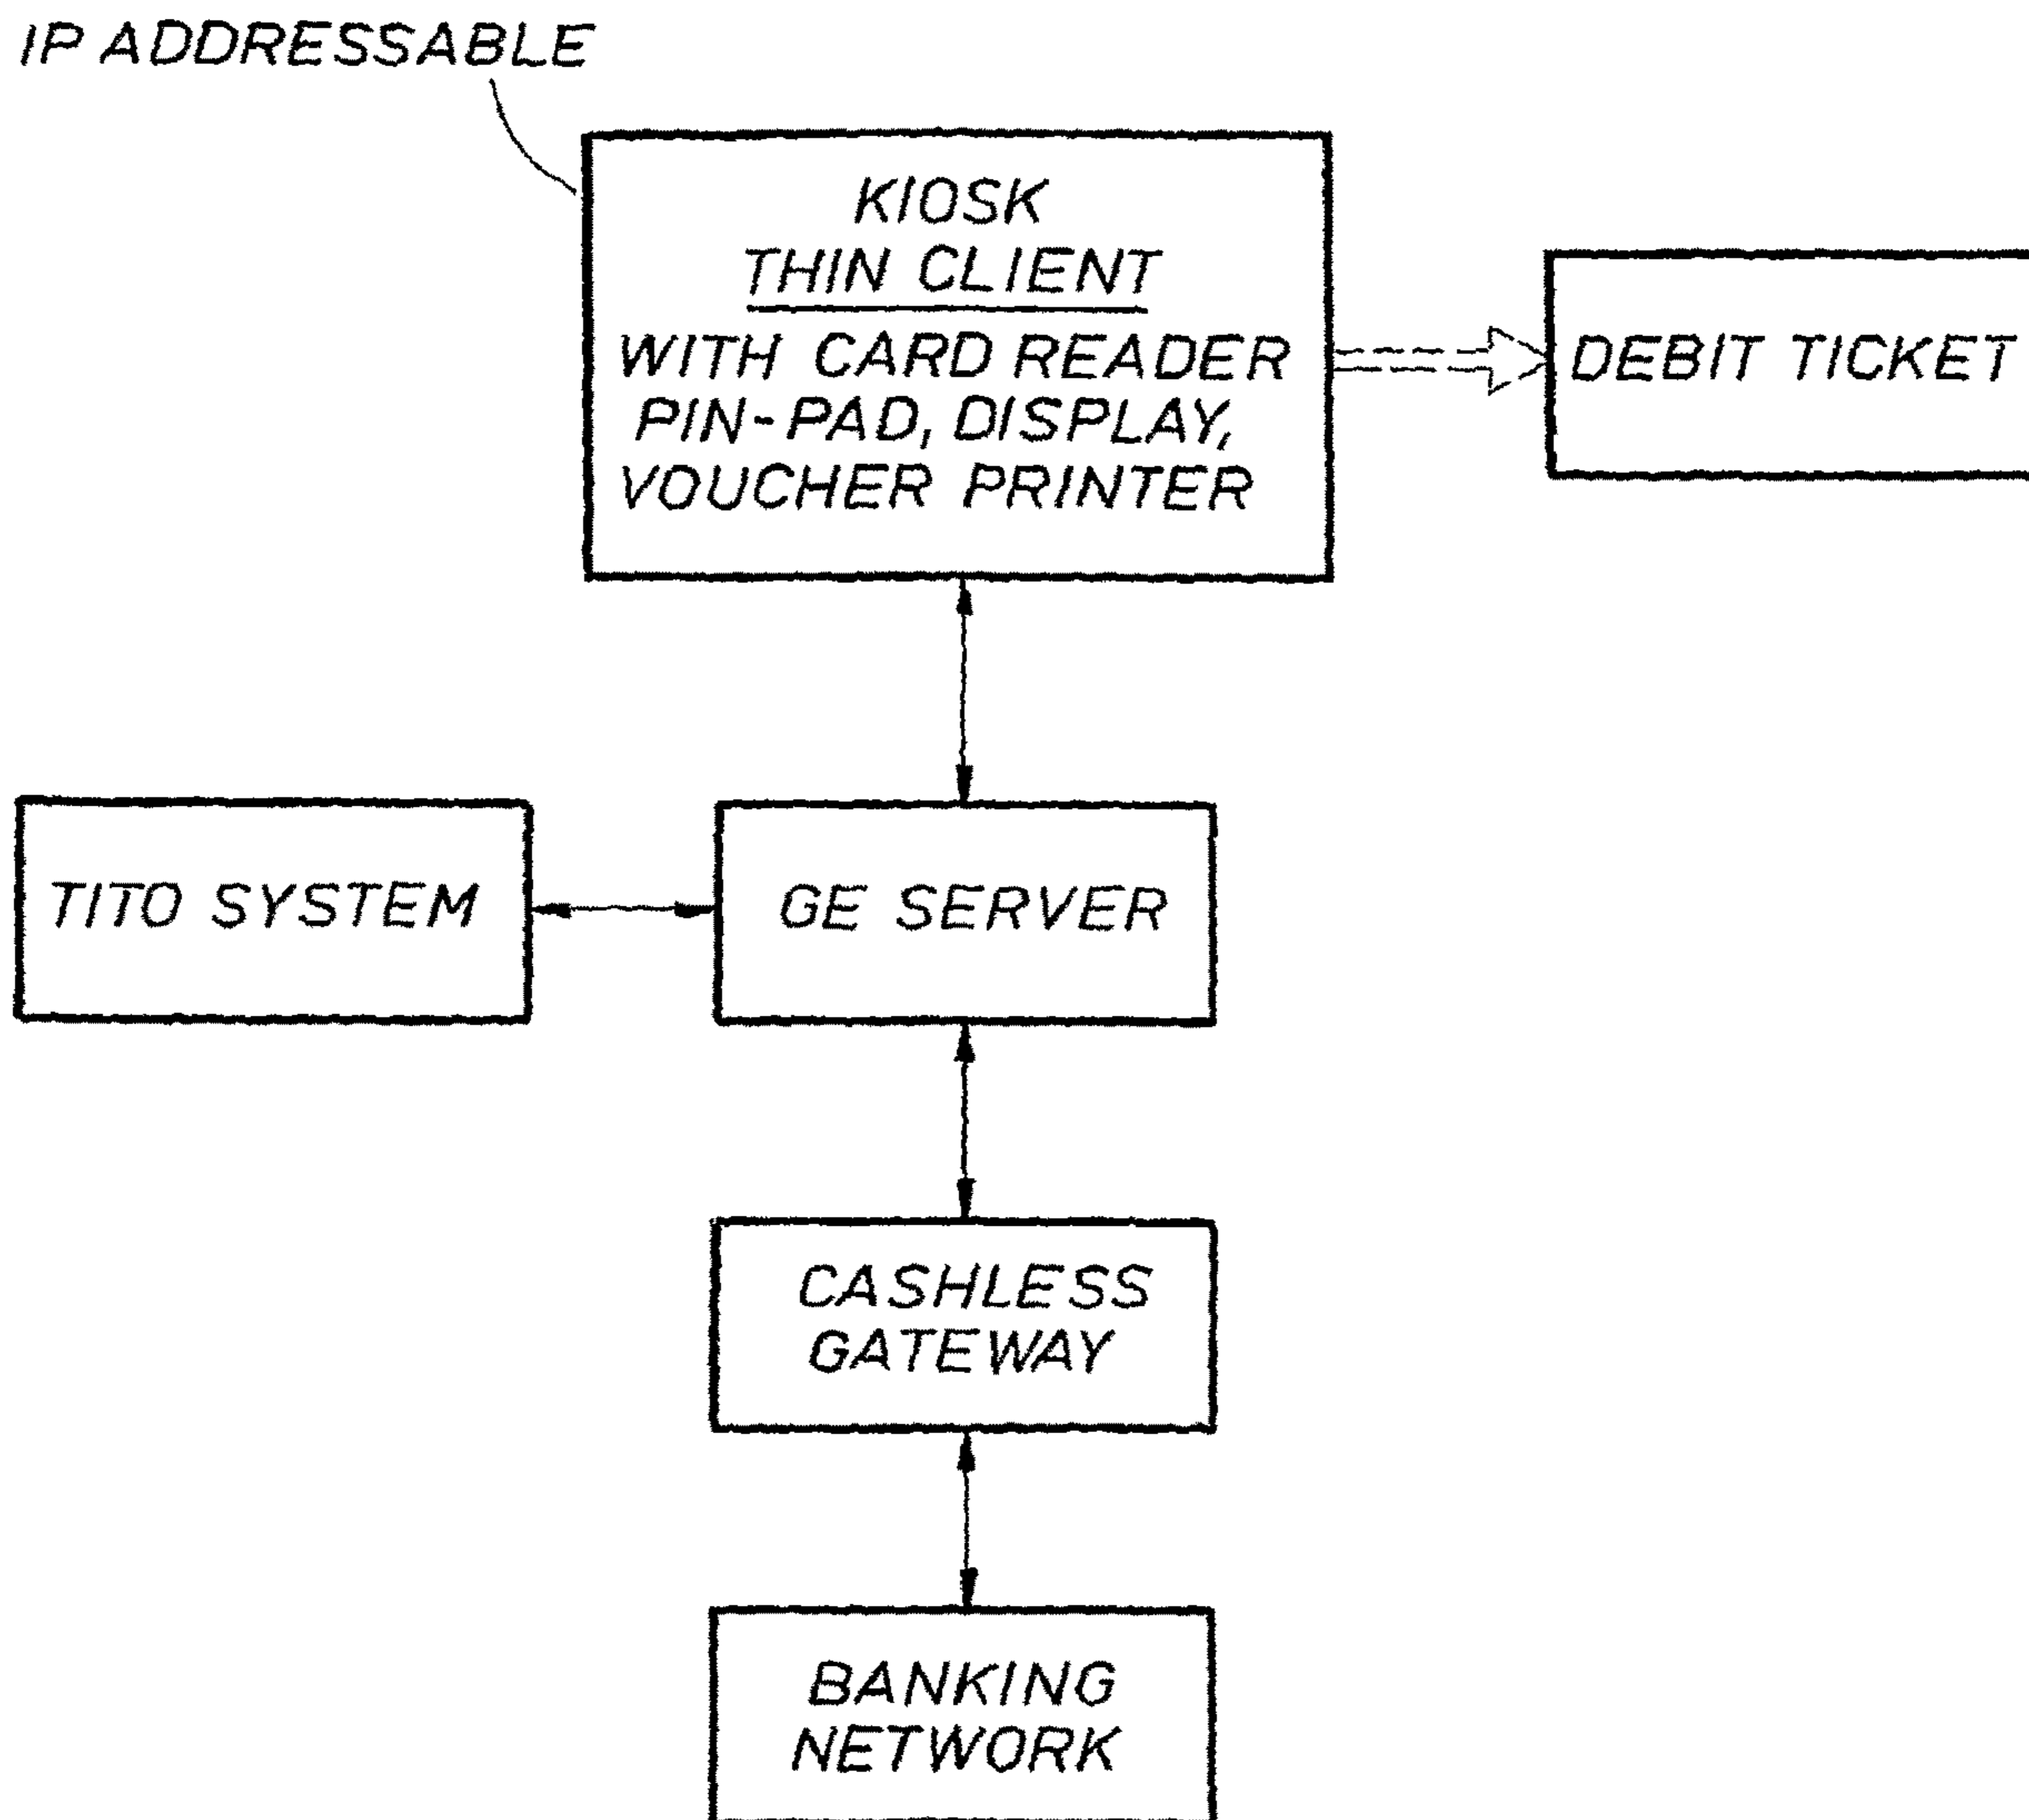 IP ADDRESSABLE
KIOSK
THIN CLIENT
WITH CARD READER
PIN-PAD, DISPLAY,
VOUCHER PRINTER
DEBIT TICKET
TITO SYSTEM
GE SERVER
CASHLESS
GATEWAY
BANKING
NETWORK